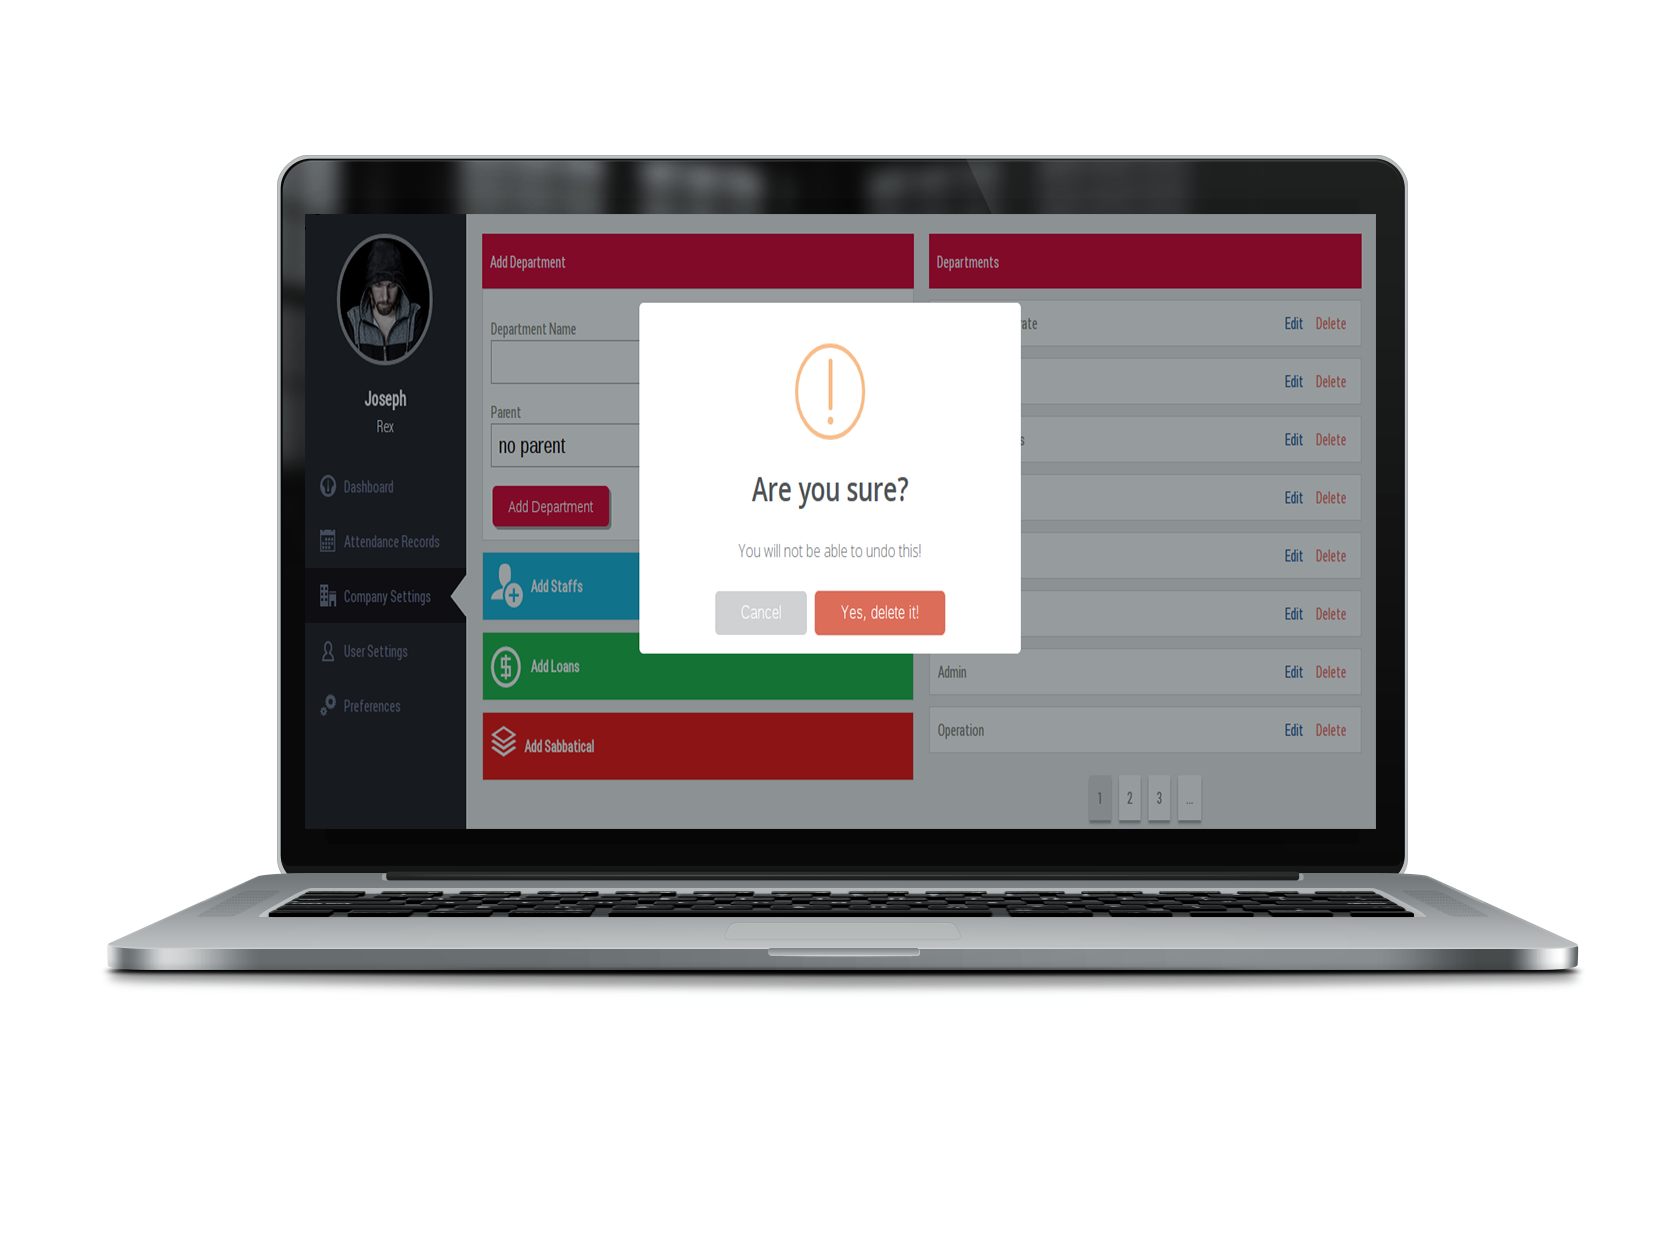 Joseph
Rex
Dashboard
Attendance Records
Company Settings
User Settings
Preferences
Add Department
Department Name
Parent
no parent
Add Department
Add Staffs
Add Loans
Add Sabbatical
Are you sure?
You will not be able to undo this!
Cancel
Yes, delete it!
Departments
Edit Delete
Edit Delete
Edit Delete
Edit Delete
Edit Delete
Edit Delete
Admin Edit Delete
Operation Edit Delete
1 2 3 ...